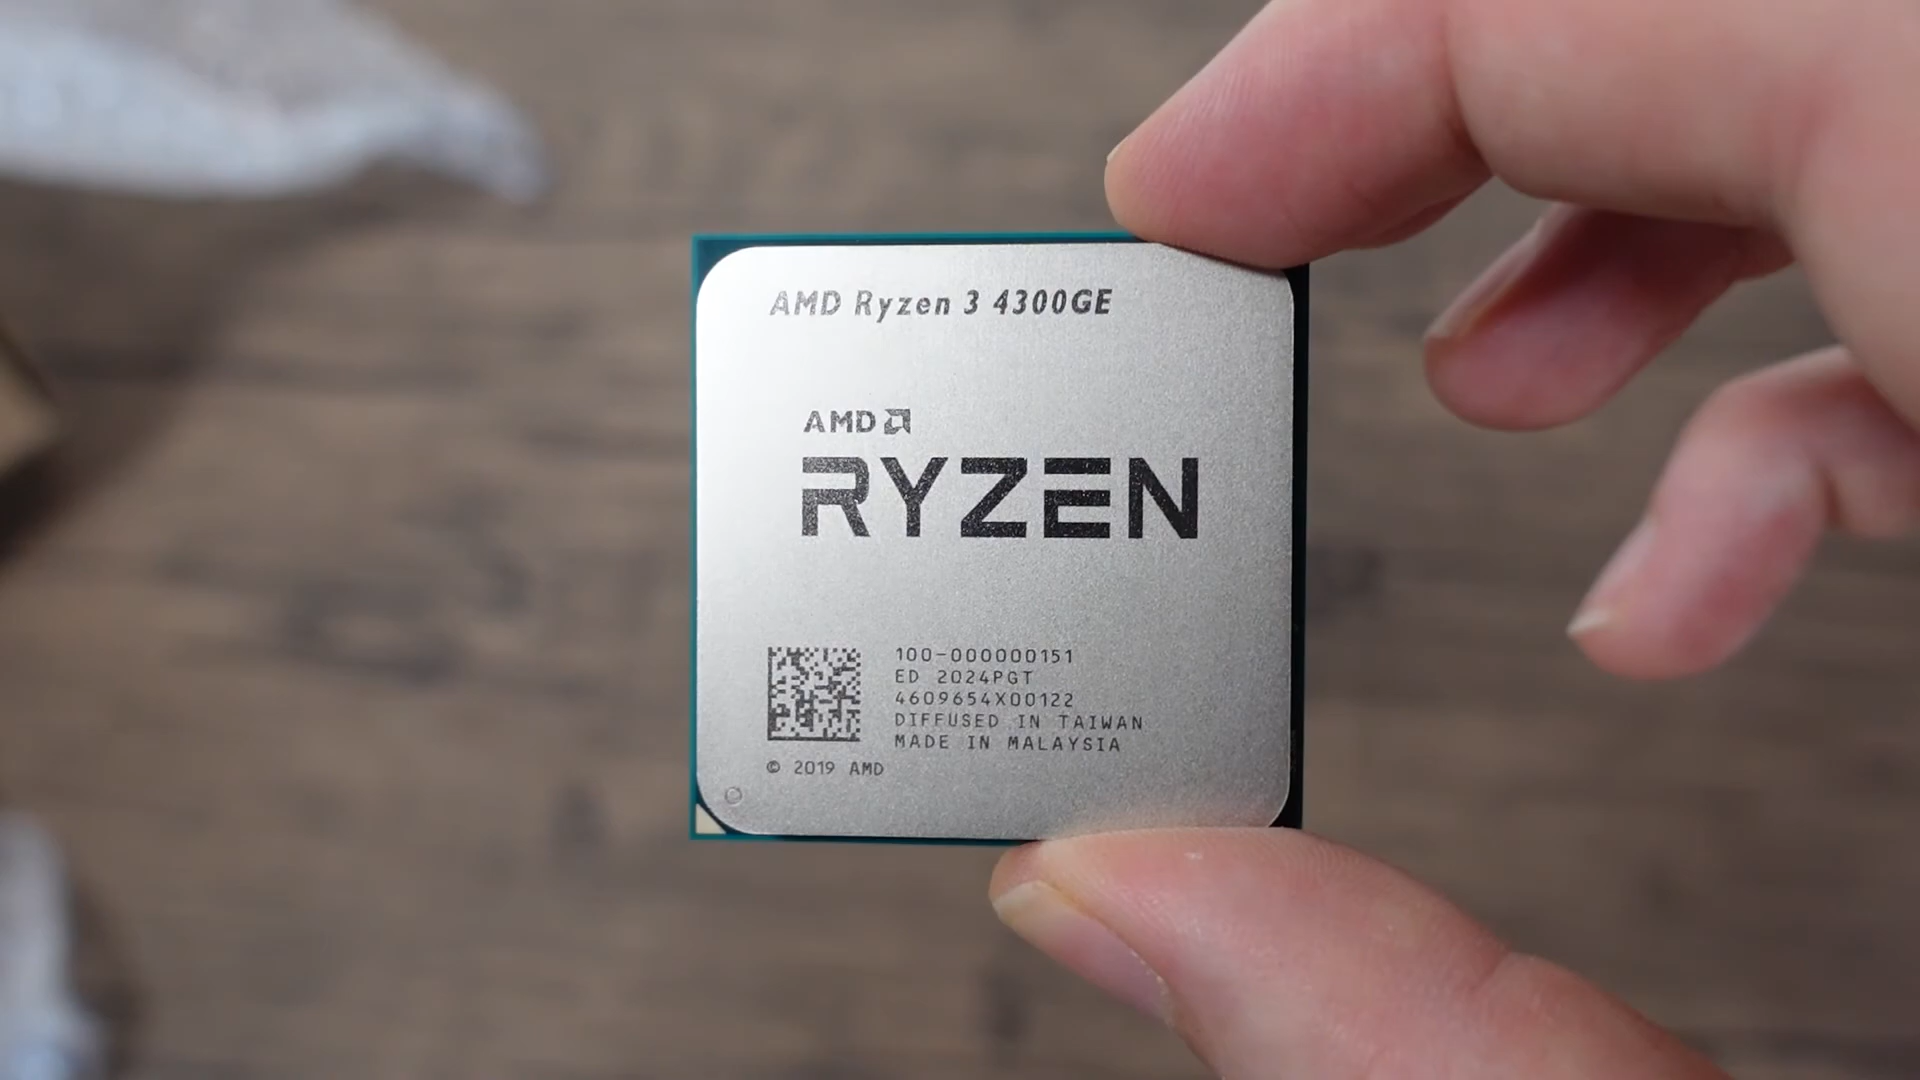 AMD Ryzen 3 4300GE
AMD
RYZEN
100-000000151
ED 2024PGT
4609654X00122
DIFFUSED IN TAIWAN
MADE IN MALAYSIA
© 2019 AMD